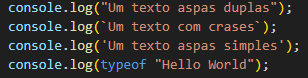 console.log("Um texto aspas duplas");
console.log(`Um texto com crases`);
console.log('Um texto aspas simples');
console.log(typeof "Hello World");